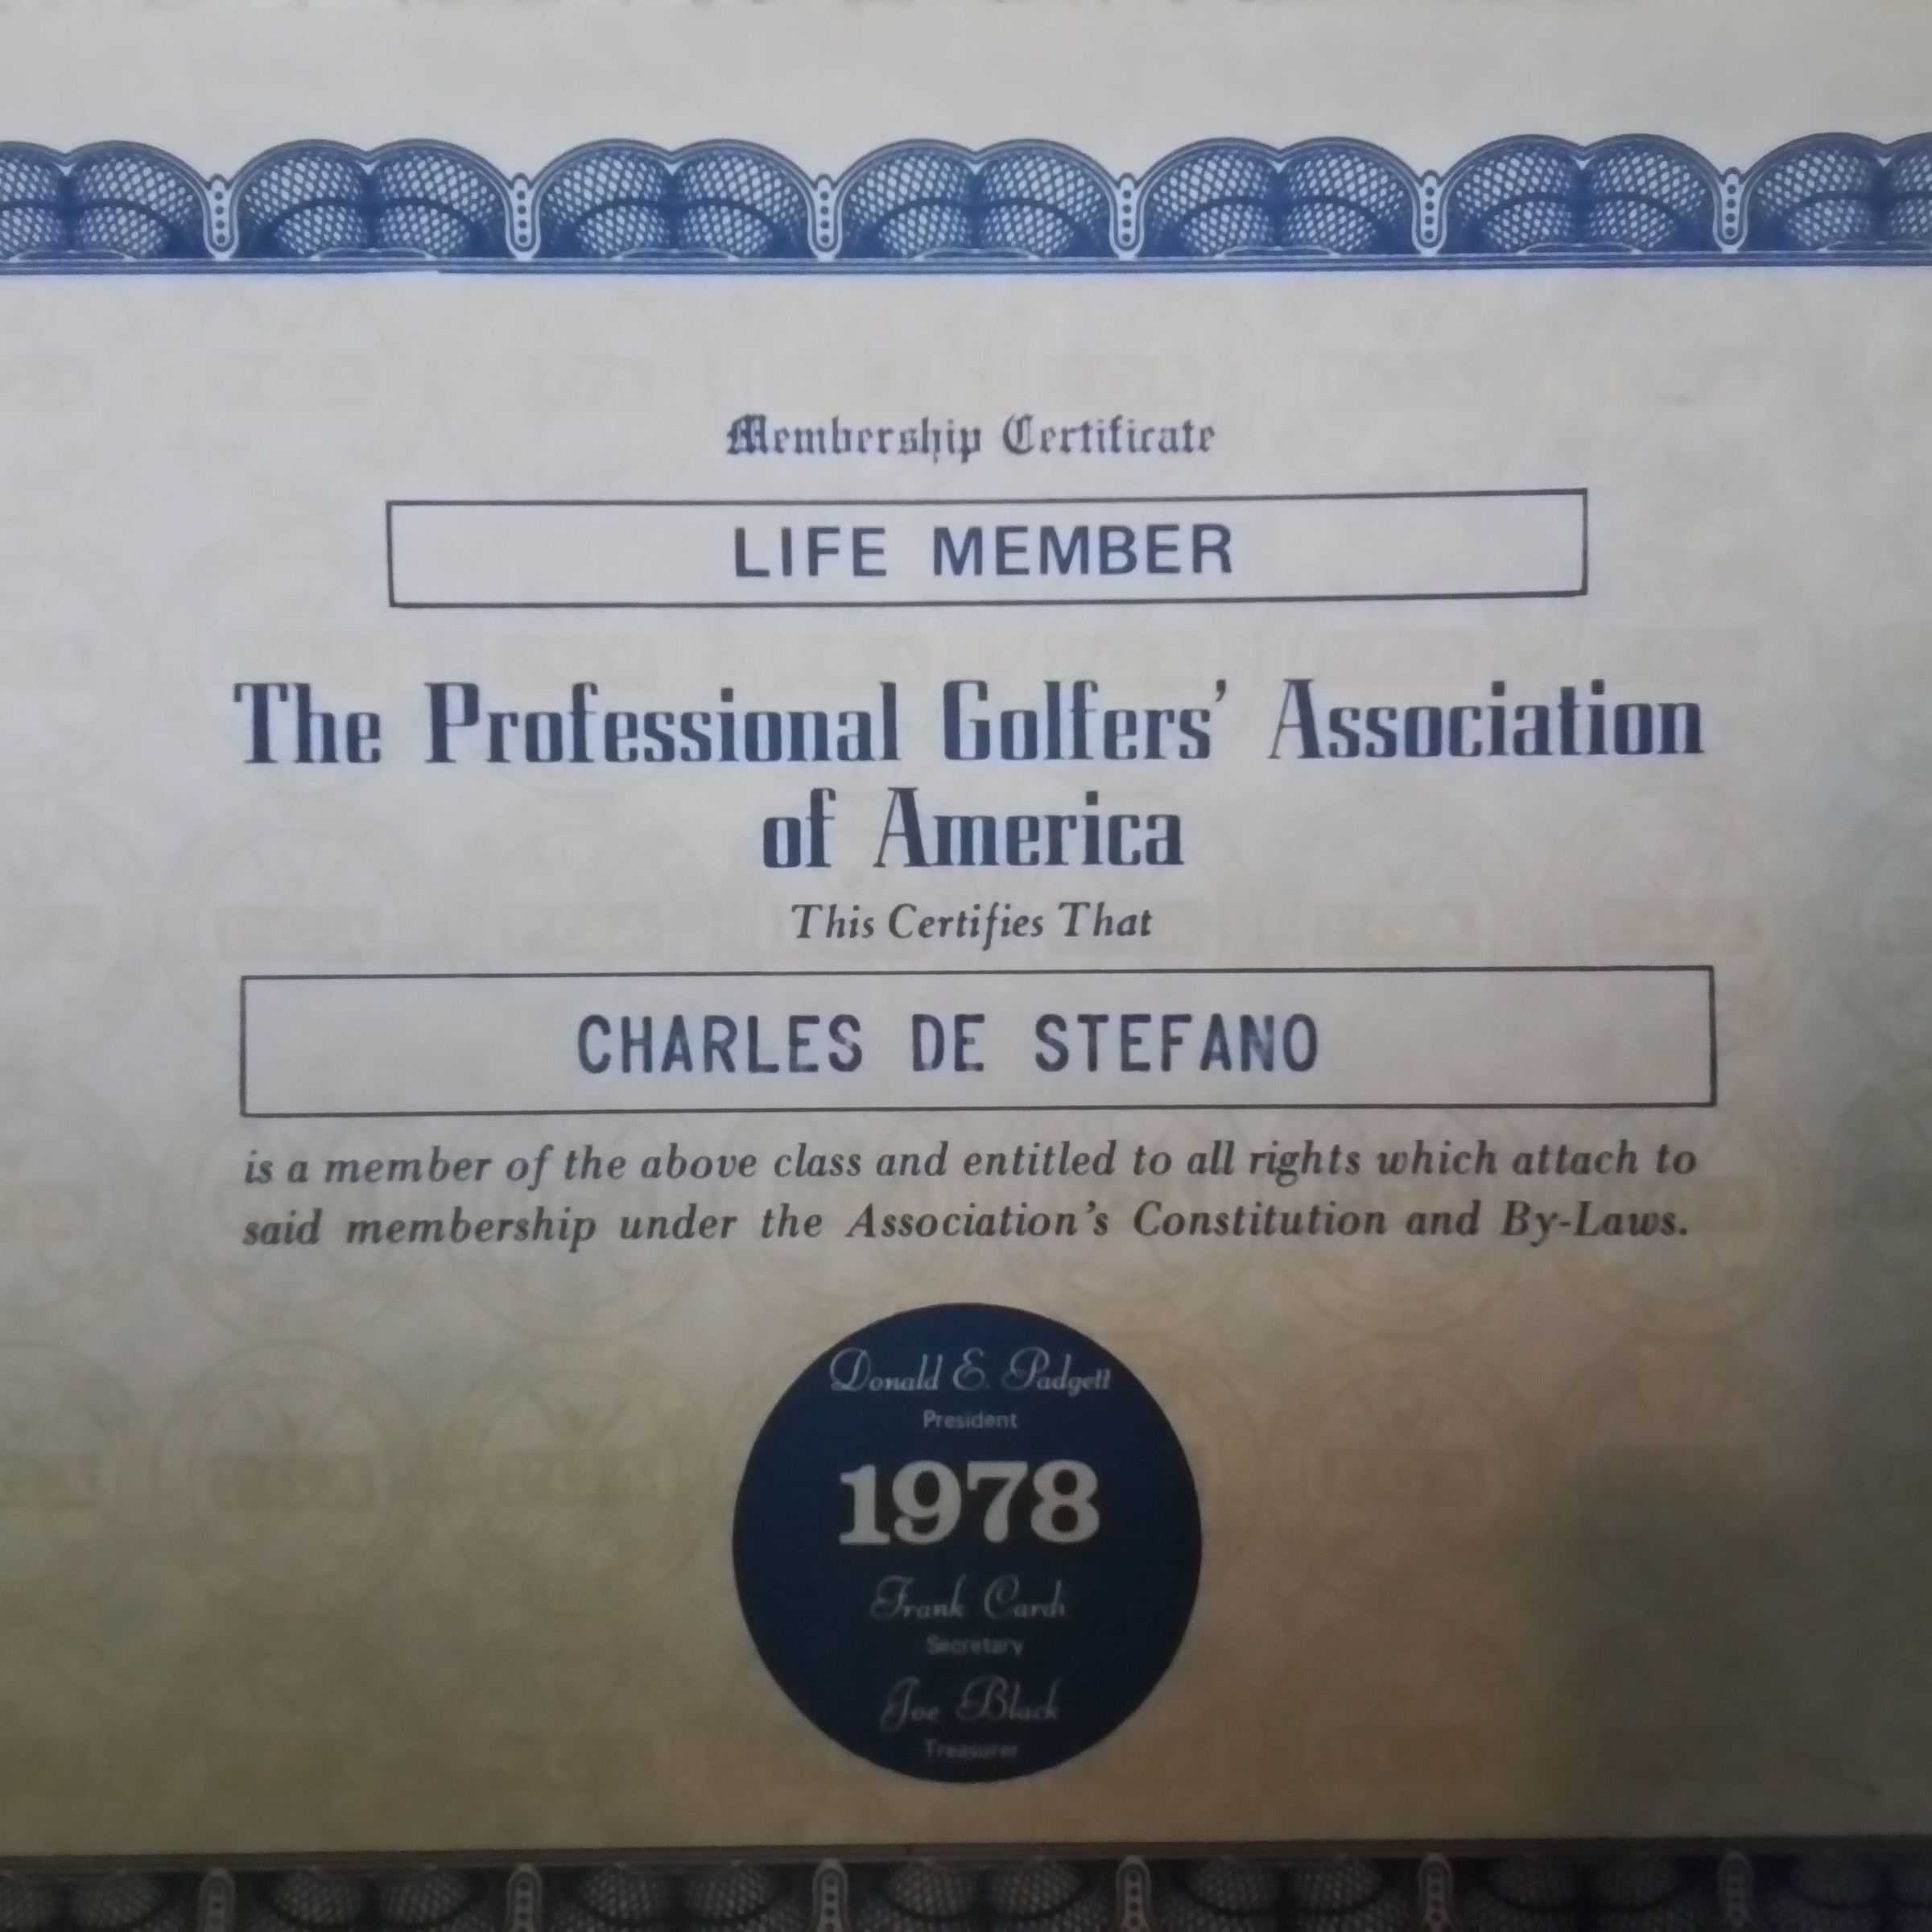 Membership Certificate
LIFE MEMBER
The Professional Golfers' Association
of America
This Certifies That
CHARLES DE STEFANO
is a member of the above class and entitled to all rights which attach to
said membership under the Association's Constitution and By-Laws.
Donald E. Padgett
President
1978
Frank Cardi
Secretary
Joe Black
Treasurer